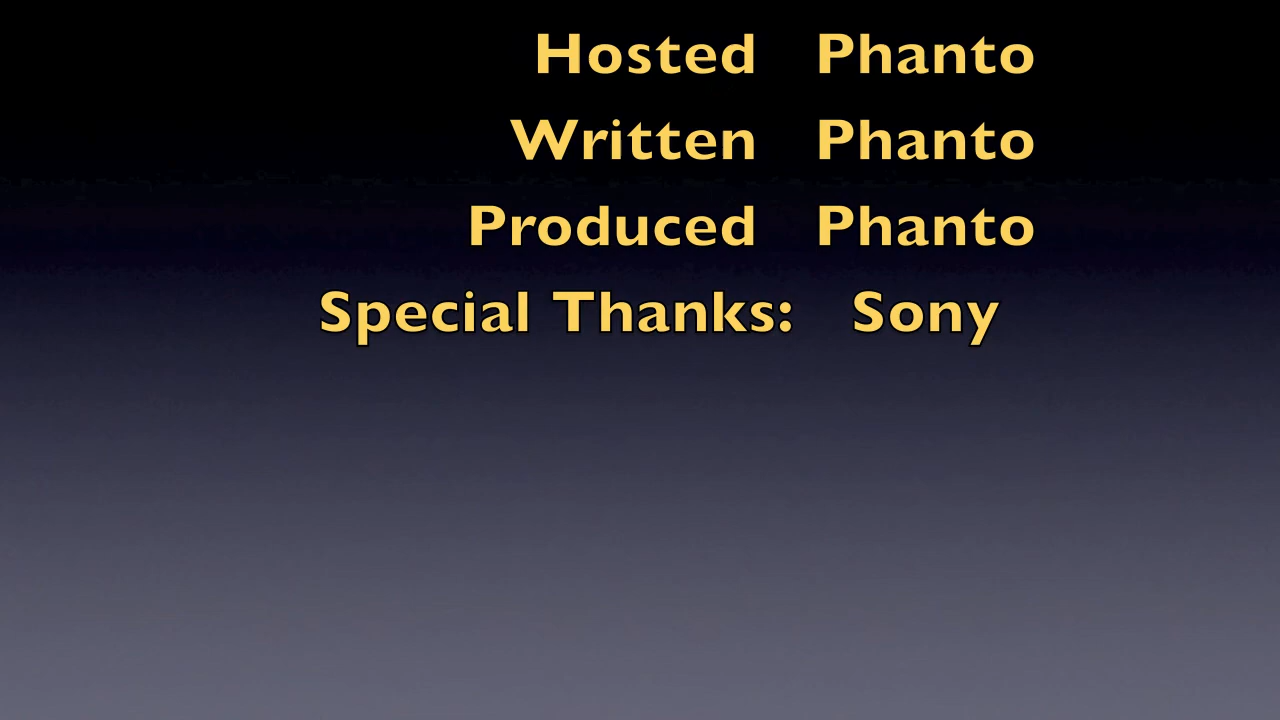 Hosted Phanto
Written Phanto
Produced Phanto
Special Thanks: Sony